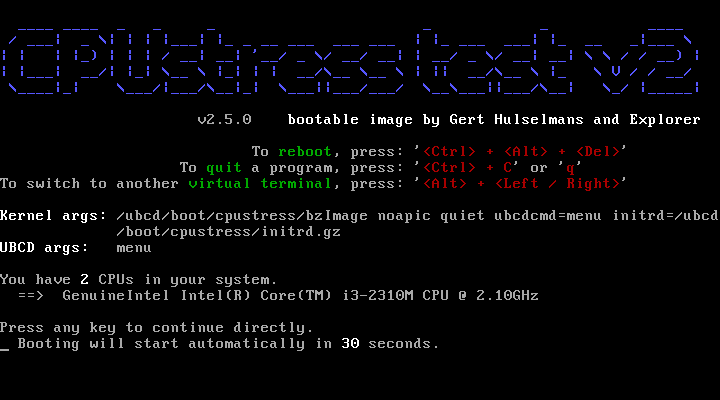 CPUstress test v2
v2.5.0 bootable image by Gert Hulselmans and Explorer
To reboot, press: '<Ctrl> + <Alt> + <Del>'
To quit a program, press: '<Ctrl> + C' or 'q'
To switch to another virtual terminal, press: '<Alt> + <Left / Right>'
Kernel args: /ubcd/boot/cpustress/bzImage noapic quiet ubcdcmd=menu initrd=/ubcd
/boot/cpustress/initrd.gz
UBCD args: menu
You have 2 CPUs in your system.
==> GenuineIntel Intel(R) Core(TM) i3-2310M CPU @ 2.10GHz
Press any key to continue directly.
_ Booting will start automatically in 30 seconds.